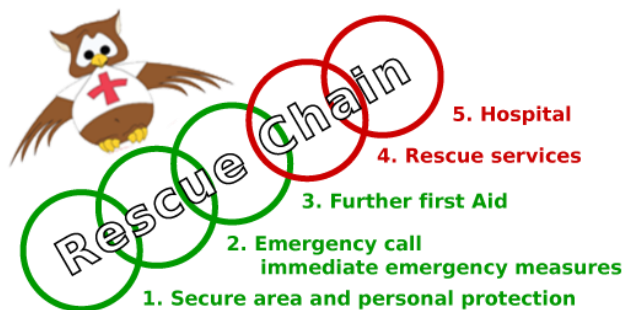 Rescue Chain
5. Hospital
4. Rescue services
3. Further first Aid
2. Emergency call
immediate emergency measures
1. Secure area and personal protection